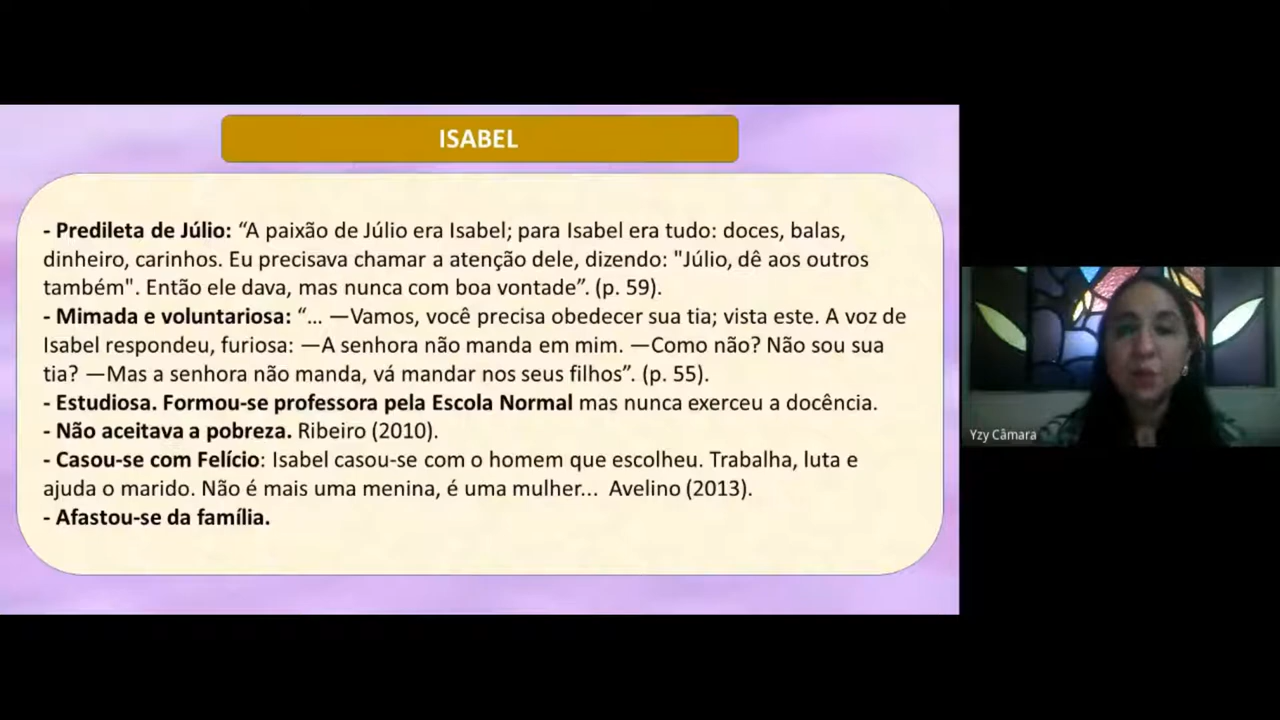 ISABEL
- Predileta de Júlio: “A paixão de Júlio era Isabel; para Isabel era tudo: doces, balas,
dinheiro, carinhos. Eu precisava chamar a atenção dele, dizendo: "Júlio, dê aos outros
também". Então ele dava, mas nunca com boa vontade”. (p. 59).
- Mimada e voluntariosa: “... —Vamos, você precisa obedecer sua tia; vista este. A voz de
Isabel respondeu, furiosa: —A senhora não manda em mim. —Como não? Não sou sua
tia? —Mas a senhora não manda, vá mandar nos seus filhos”. (p. 55).
- Estudiosa. Formou-se professora pela Escola Normal mas nunca exerceu a docência.
- Não aceitava a pobreza. Ribeiro (2010).
- Casou-se com Felício: Isabel casou-se com o homem que escolheu. Trabalha, luta e
ajuda o marido. Não é mais uma menina, é uma mulher... Avelino (2013).
- Afastou-se da família.
Yzy Câmara